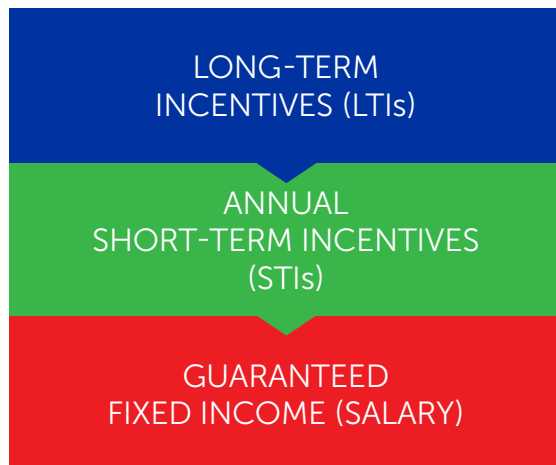 LONG-TERM
INCENTIVES (LTIs)
ANNUAL
SHORT-TERM INCENTIVES
(STIs)
GUARANTEED
FIXED INCOME (SALARY)